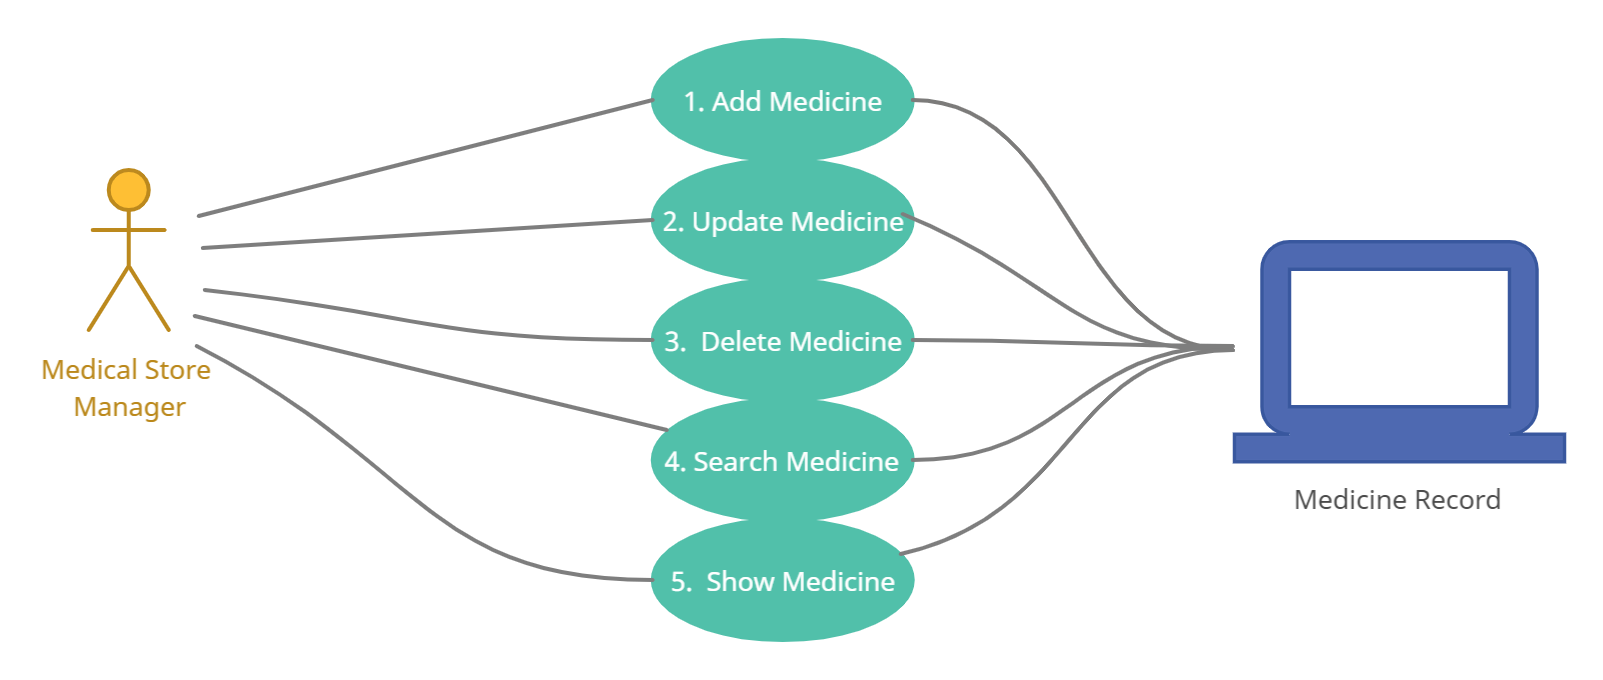 1. Add Medicine
2. Update Medicine
3. Delete Medicine
4. Search Medicine
5. Show Medicine
Medical Store
Manager
Medicine Record